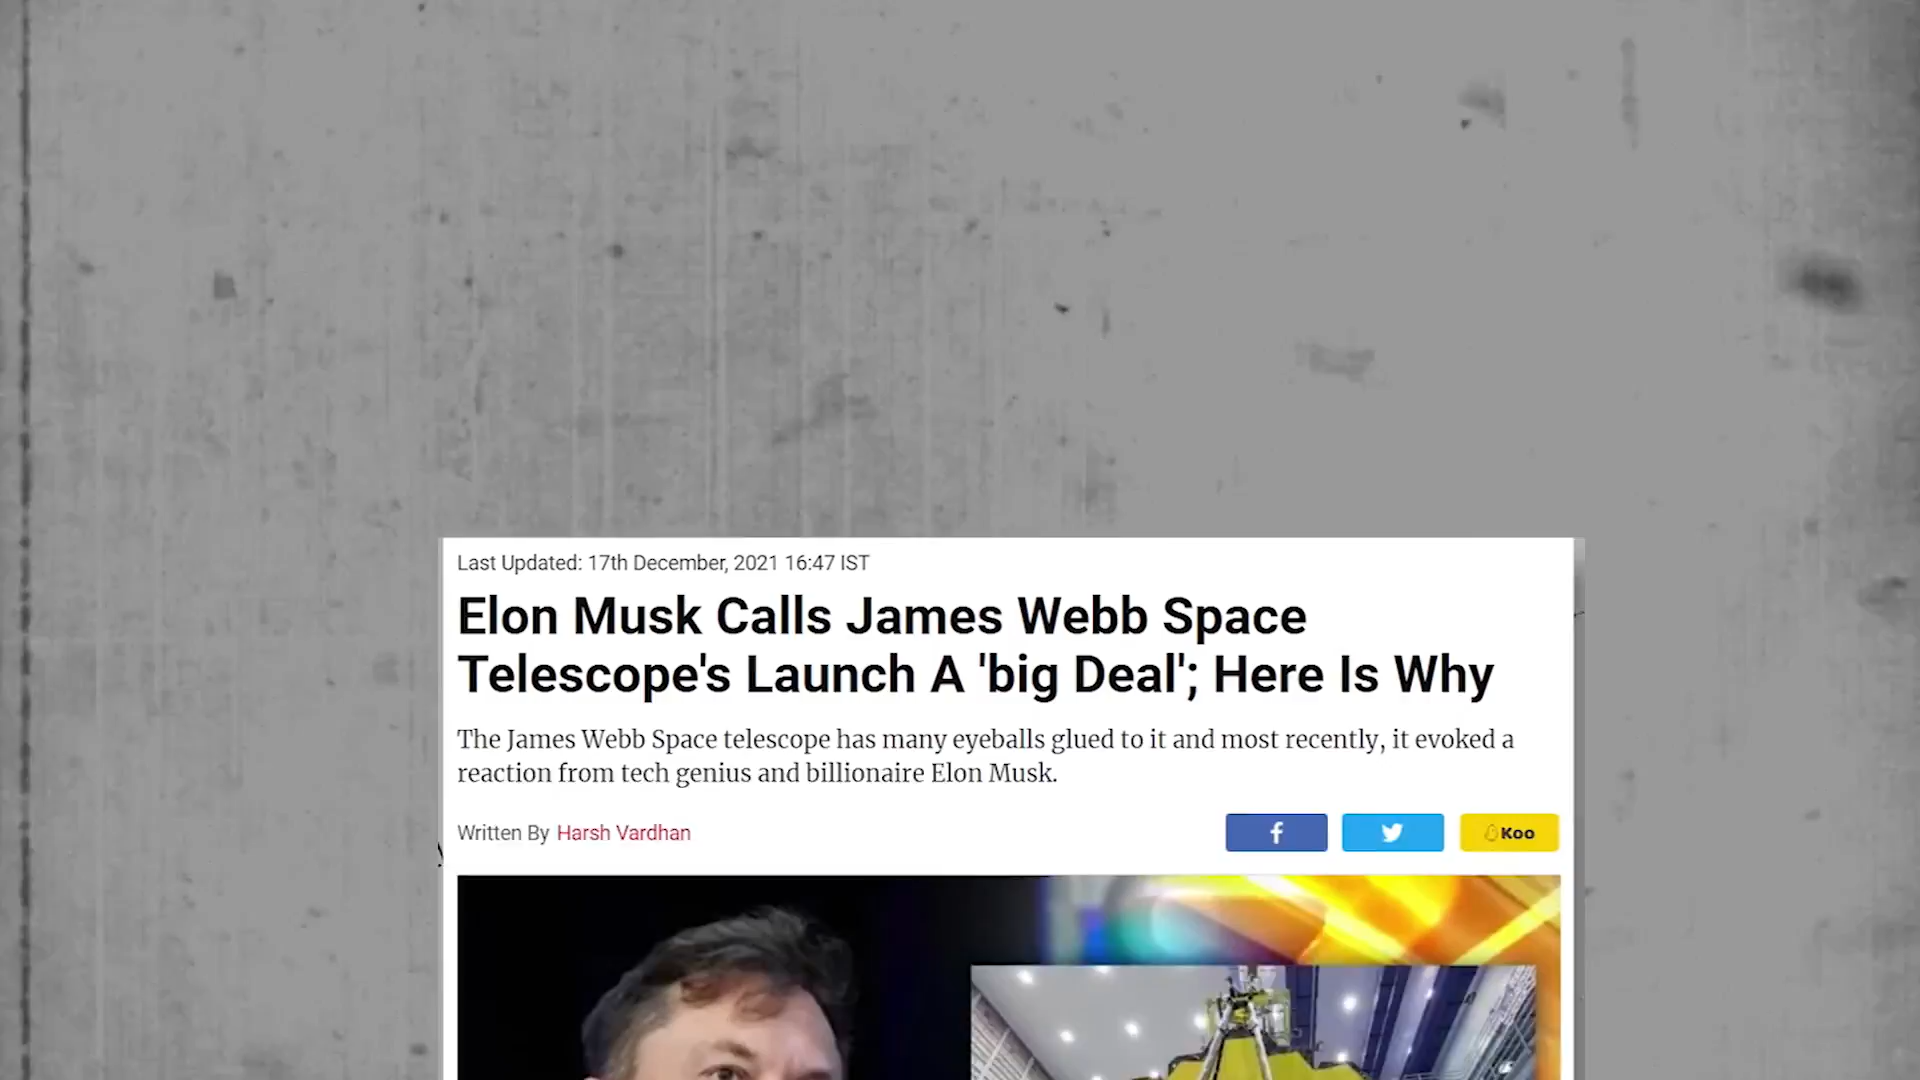 Last Updated: 17th December, 2021 16:47 IST
Elon Musk Calls James Webb Space
Telescope's Launch A 'big Deal'; Here Is Why
The James Webb Space telescope has many eyeballs glued to it and most recently, it evoked a
reaction from tech genius and billionaire Elon Musk.
Written By Harsh Vardhan
f
Koo